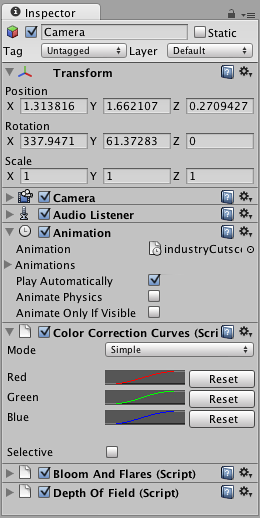 Inspector
Camera Static
Tag Untagged Layer Default
Transform
Position
X 1.313816 Y 1.662107 Z 0.2709427
Rotation
X 337.9471 Y 61.37283 Z 0
Scale
X 1 Y 1 Z 1
Camera
Audio Listener
Animation
Animation industryCutsc
Animations
Play Automatically
Animate Physics
Animate Only If Visible
Color Correction Curves (Scri
Mode Simple
Red Reset
Green Reset
Blue Reset
Selective
Bloom And Flares (Script)
Depth Of Field (Script)